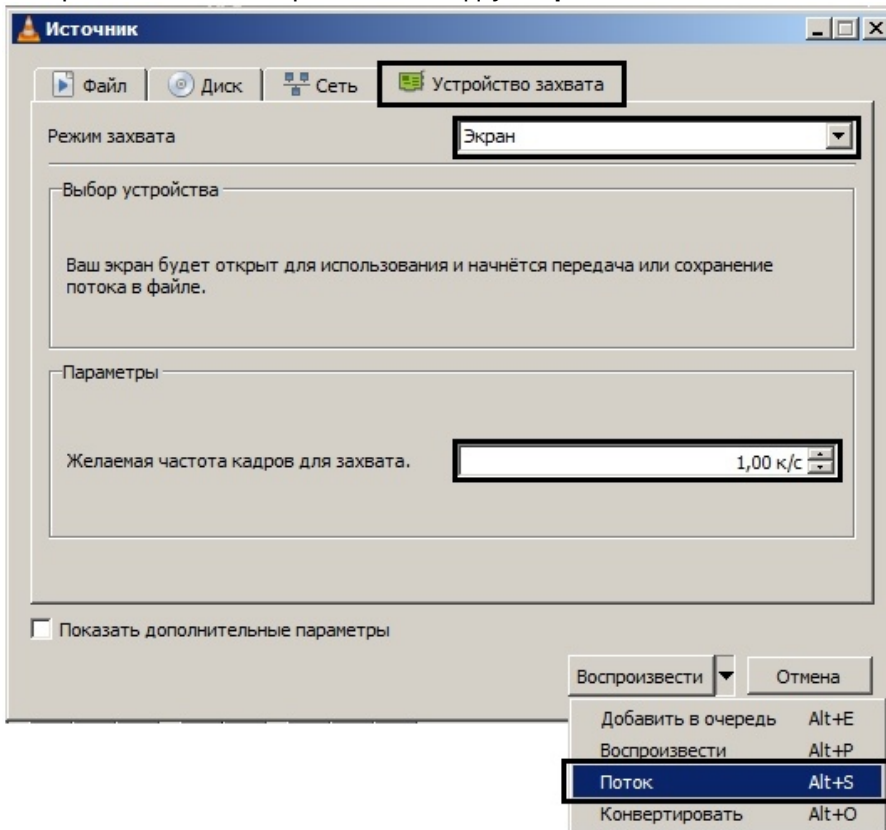 Источник
Файл Диск Сеть Устройство захвата
Режим захвата Экран
Выбор устройства
Ваш экран будет открыт для использования и начнётся передача или сохранение
потока в файле.
Параметры
Желаемая частота кадров для захвата. 1,00 к/с
Показать дополнительные параметры
Воспроизвести Отмена
Добавить в очередь Alt+E
Воспроизвести Alt+P
Поток Alt+S
Конвертировать Alt+O